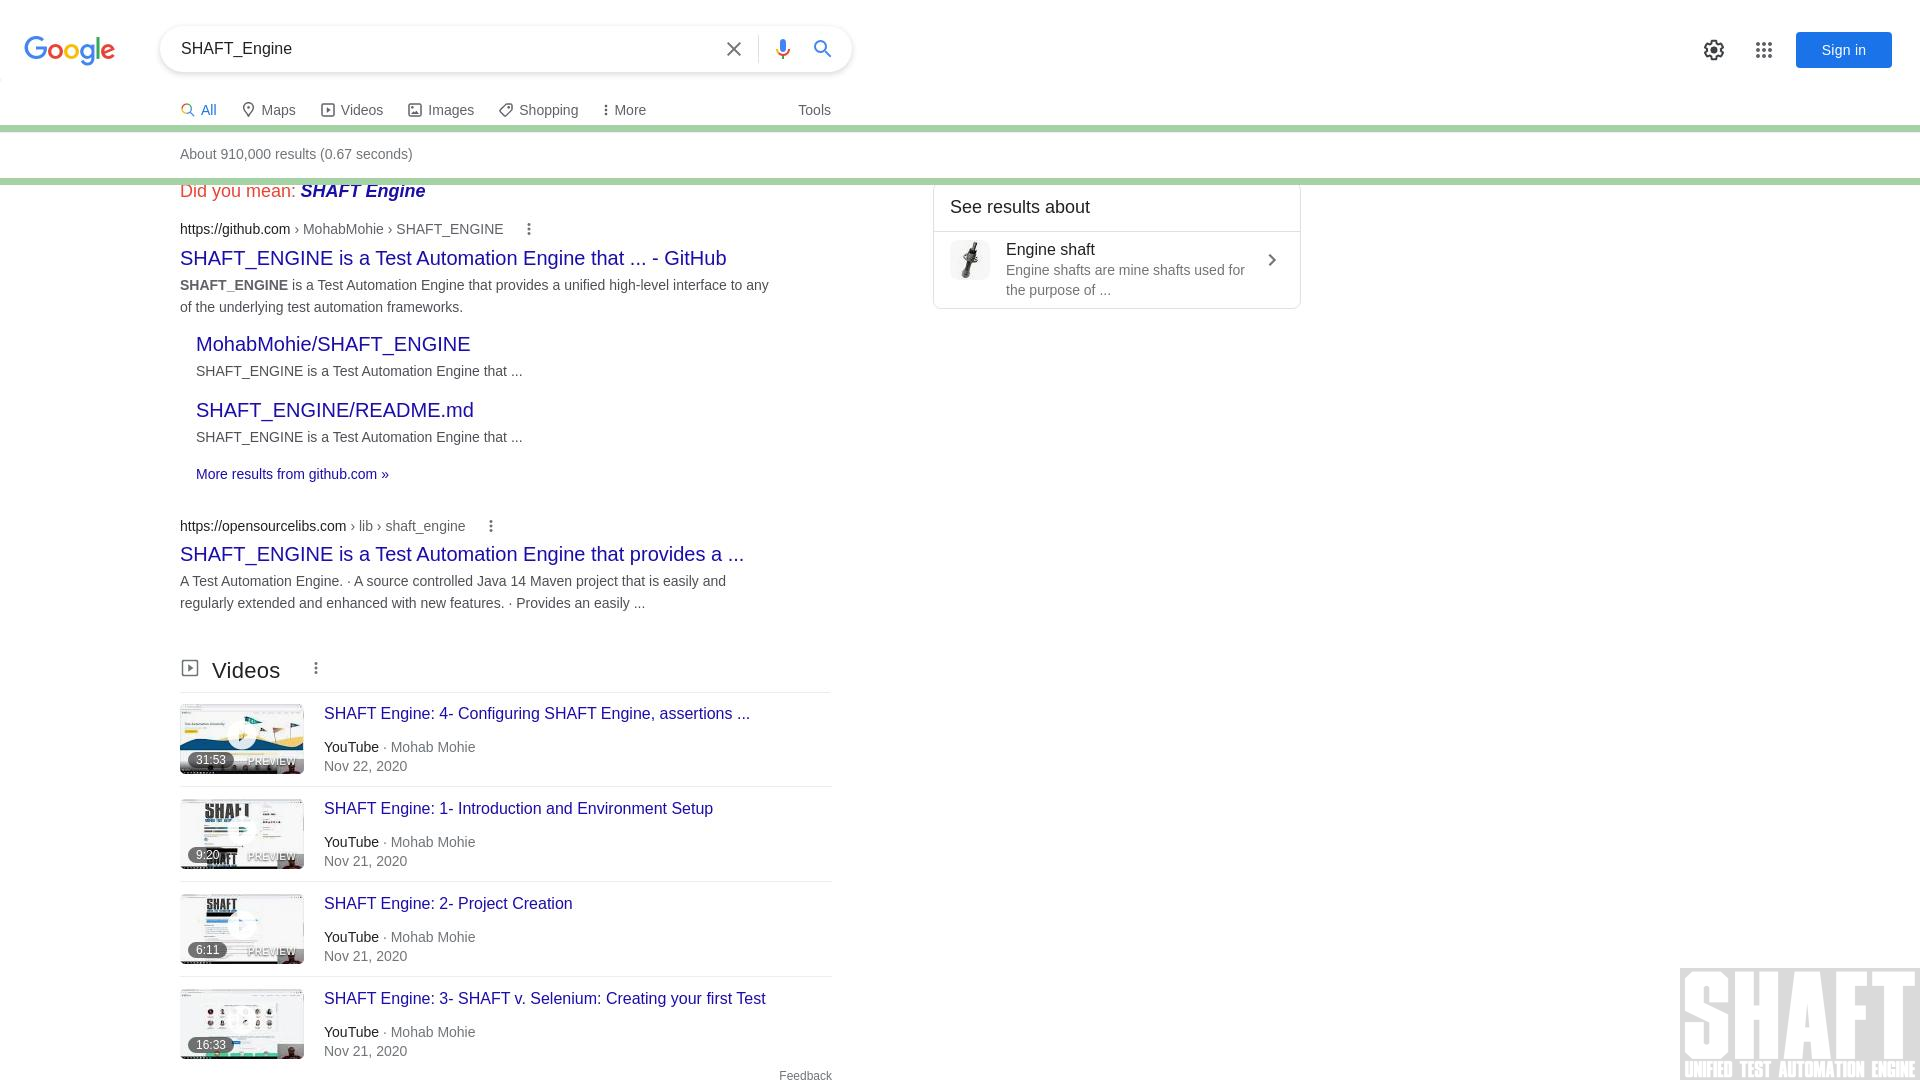 Google
SHAFT_Engine
Sign in
All
Maps
Videos
Images
Shopping
More
Tools
About 910,000 results (0.67 seconds)
Did you mean: SHAFT Engine
https://github.com › MohabMohie › SHAFT_ENGINE
SHAFT_ENGINE is a Test Automation Engine that ... - GitHub
SHAFT_ENGINE is a Test Automation Engine that provides a unified high-level interface to any
of the underlying test automation frameworks.
MohabMohie/SHAFT_ENGINE
SHAFT_ENGINE is a Test Automation Engine that ...
SHAFT_ENGINE/README.md
SHAFT_ENGINE is a Test Automation Engine that ...
More results from github.com »
https://opensourcelibs.com › lib › shaft_engine
SHAFT_ENGINE is a Test Automation Engine that provides a ...
A Test Automation Engine. · A source controlled Java 14 Maven project that is easily and
regularly extended and enhanced with new features. · Provides an easily ...
Videos
SHAFT Engine: 4- Configuring SHAFT Engine, assertions ...
31:53
PREVIEW
YouTube · Mohab Mohie
Nov 22, 2020
SHAFT
SHAFT Engine: 1- Introduction and Environment Setup
9:20
PREVIEW
YouTube · Mohab Mohie
Nov 21, 2020
SHAFT
SHAFT Engine: 2- Project Creation
6:11
PREVIEW
YouTube · Mohab Mohie
Nov 21, 2020
SHAFT Engine: 3- SHAFT v. Selenium: Creating your first Test
16:33
YouTube · Mohab Mohie
Nov 21, 2020
Feedback
See results about
Engine shaft
Engine shafts are mine shafts used for
the purpose of ...
SHAFT
UNIFIED TEST AUTOMATION ENGINE